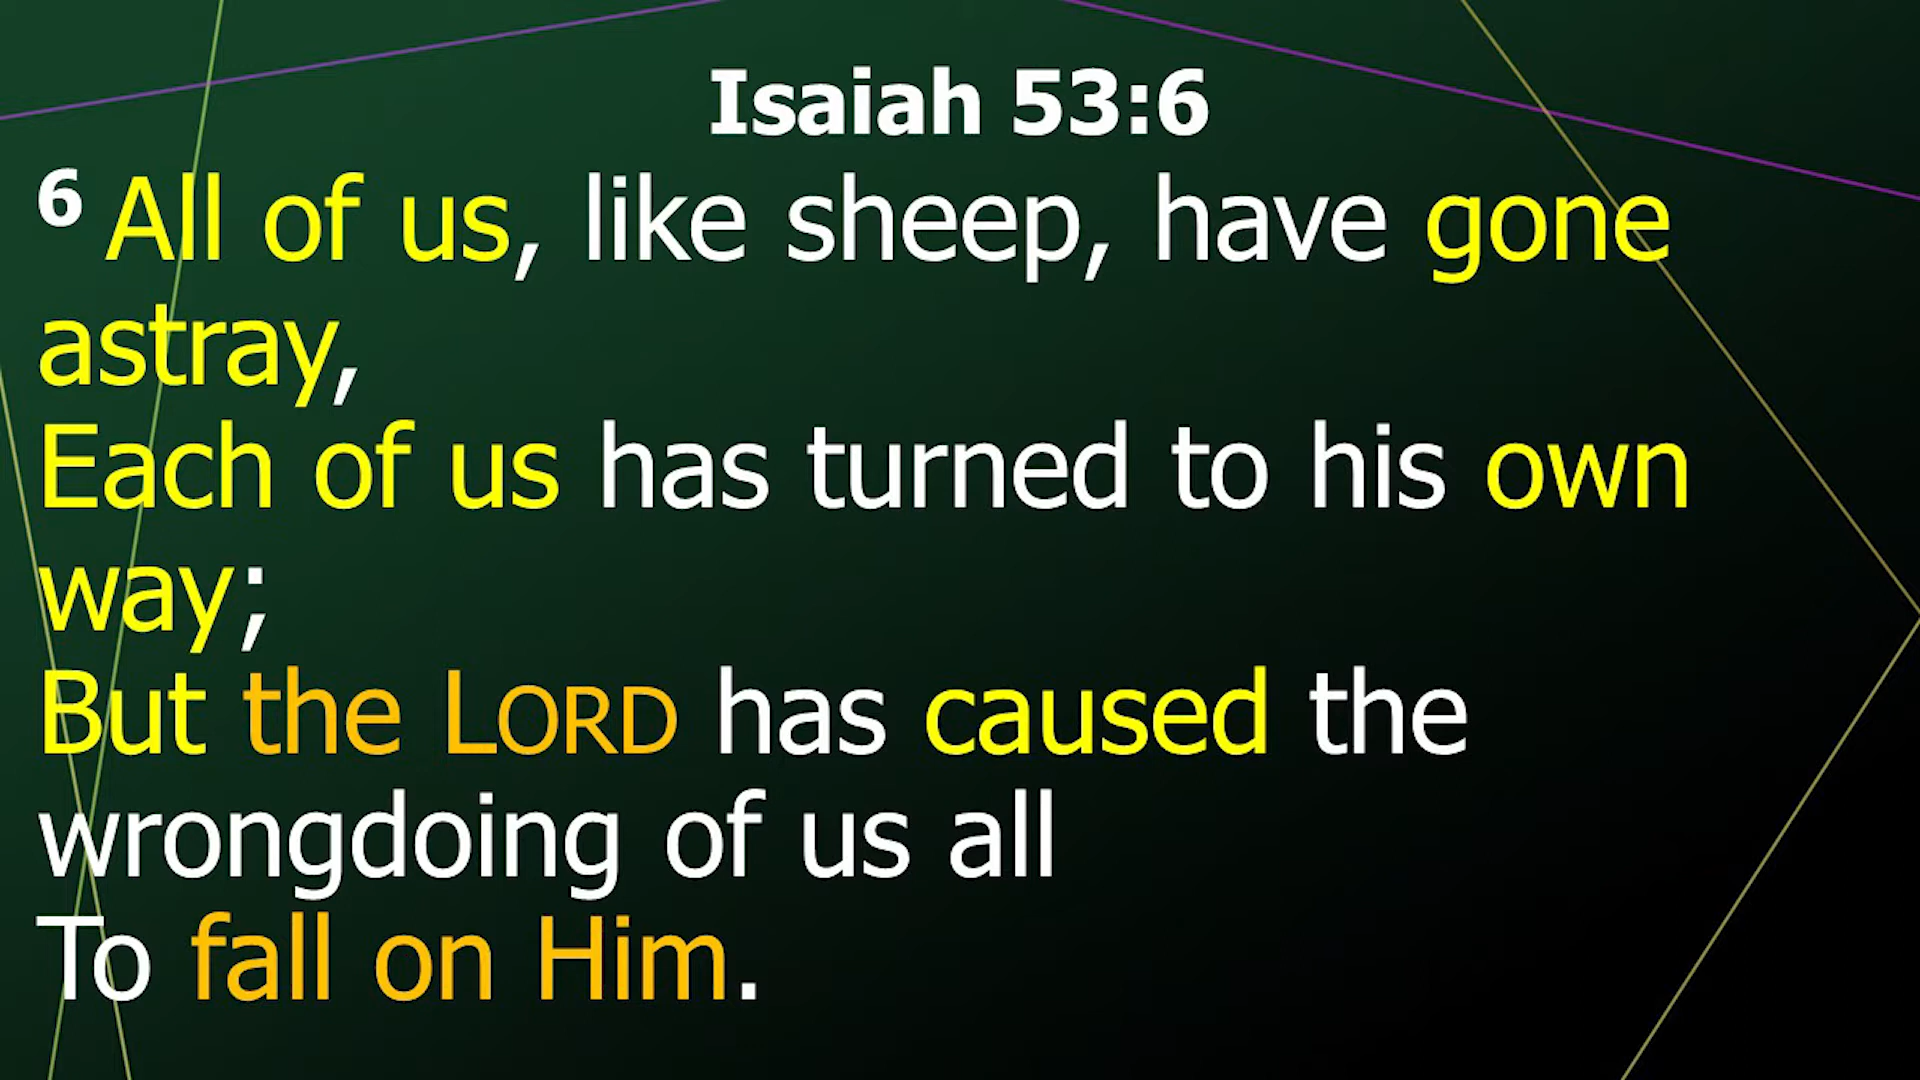 Isaiah 53:6
6 All of us, like sheep, have gone
astray,
Each of us has turned to his own
way;
But the LORD has caused the
wrongdoing of us all
To fall on Him.